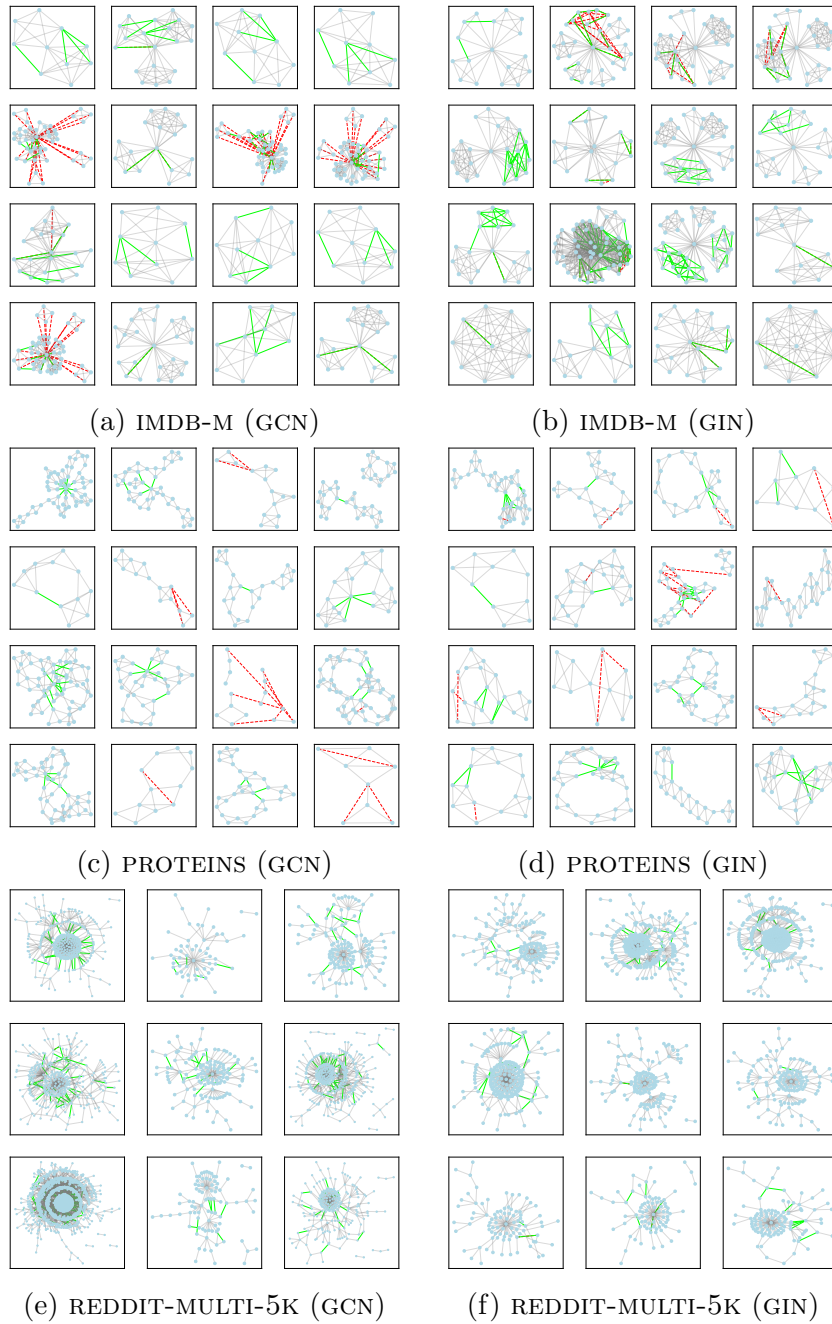 (a) IMDB-M (GCN)
(b) IMDB-M (GIN)
(c) PROTEINS (GCN)
(d) PROTEINS (GIN)
(e) REDDIT-MULTI-5K (GCN)
(f) REDDIT-MULTI-5K (GIN)